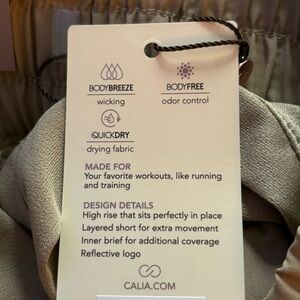 BODYBREEZE
wicking
BODYFREE
odor control
QUICKDRY
drying fabric
MADE FOR
Your favorite workouts, like running
and training
DESIGN DETAILS
High rise that sits perfectly in place
Layered short for extra movement
Inner brief for additional coverage
Reflective logo
CALIA.COM